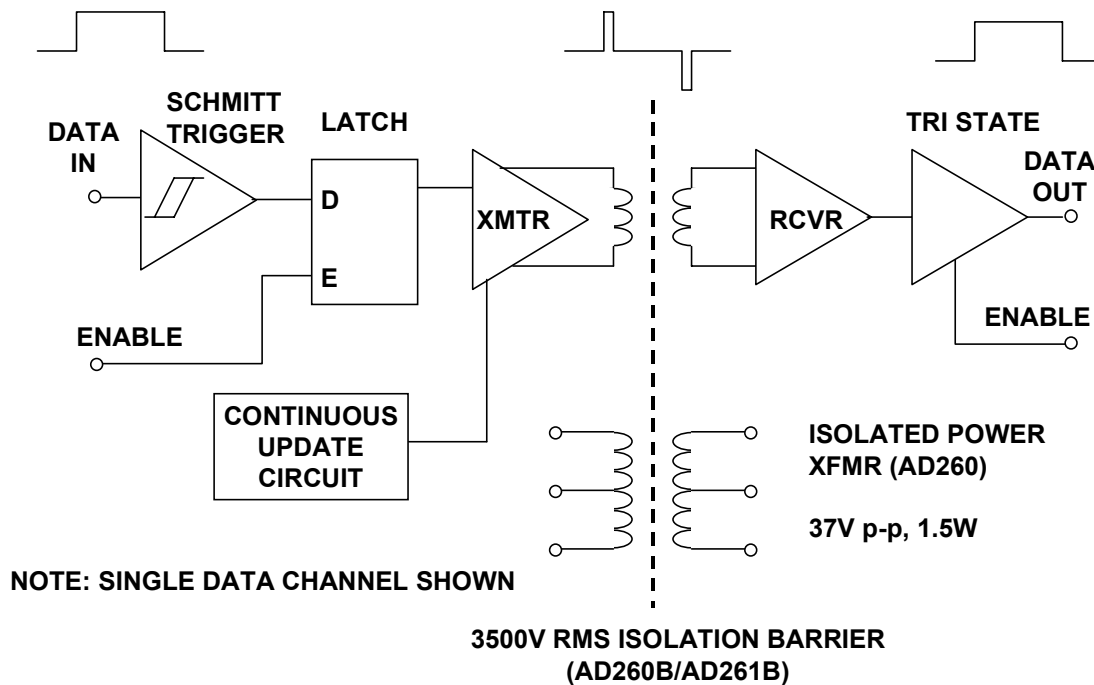 SCHMITT
TRIGGER
DATA
IN
LATCH
TRI STATE
DATA
OUT
D
E
XMTR
RCVR
ENABLE
ENABLE
CONTINUOUS
UPDATE
CIRCUIT
ISOLATED POWER
XFMR (AD260)
37V p-p, 1.5W
NOTE: SINGLE DATA CHANNEL SHOWN
3500V RMS ISOLATION BARRIER
(AD260B/AD261B)